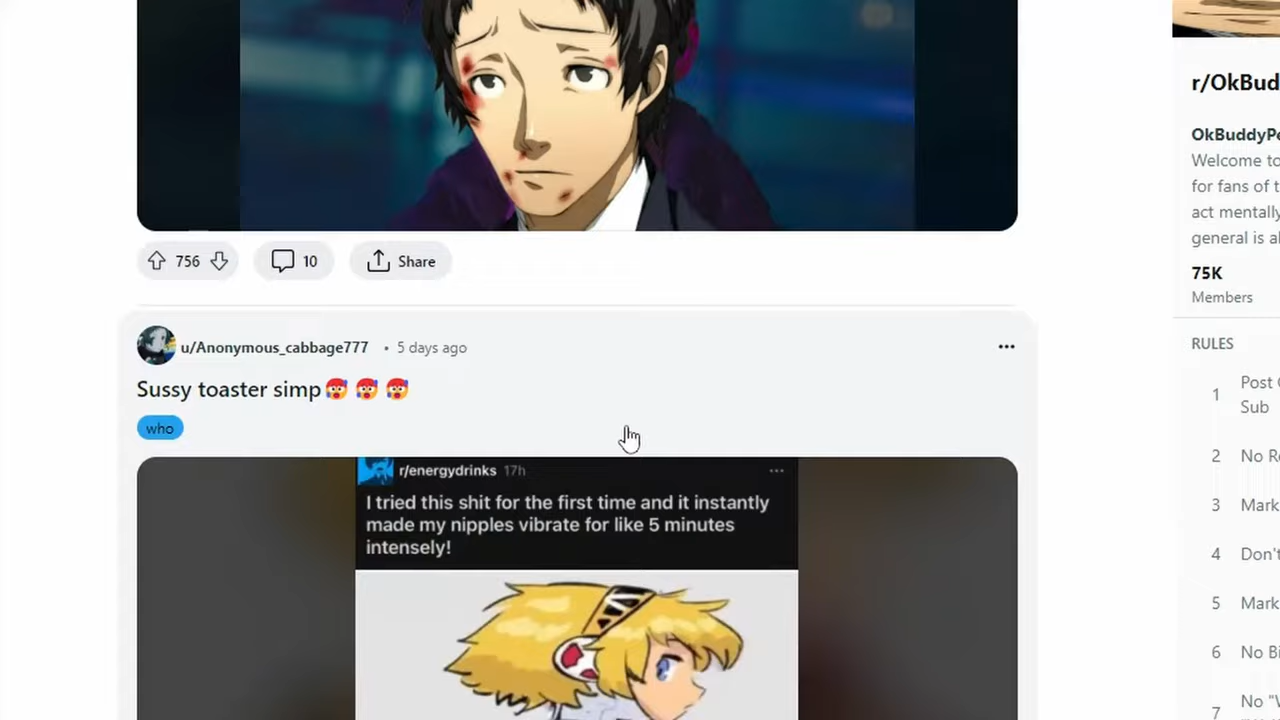 756
10
Share
u/Anonymous_cabbage777 • 5 days ago
Sussy toaster simp🥵🥵🥵
who
r/energydrinks 17h
I tried this shit for the first time and it instantly
made my nipples vibrate for like 5 minutes
intensely!
r/OkBud
OkBuddyPe
Welcome to
for fans of t
act mentally
general is al
75K
Members
RULES
1 Post
Sub
2 No
3 Mark
4 Don't
5 Mark
6 No Bi
7 No "